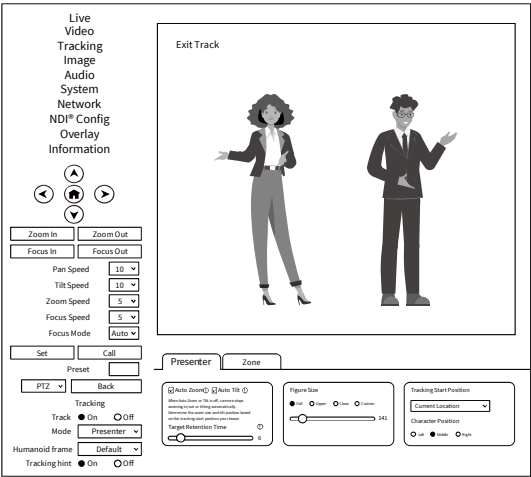 Live
Video
Tracking
Image
Audio
System
Network
NDI® Config
Overlay
Information
Zoom In Zoom Out
Focus In Focus Out
Pan Speed 10
Tilt Speed 10
Zoom Speed 5
Focus Speed 5
Focus Mode Auto
Set Call
Preset
PTZ Back
Tracking
Track On Off
Mode Presenter
Humanoid frame Default
Tracking hint On Off
Exit Track
Presenter Zone
Auto Zoom Auto Tilt
When Auto Zoom or Tilt is off, camera stops
zooming in/out or tilting automatically.
Determine the zoom size and tilt position based
on the tracking start position you choose.
Target Retention Time
6
Figure Size
Full Upper Close Custom
141
Tracking Start Position
Current Location
Character Position
Left Middle Right